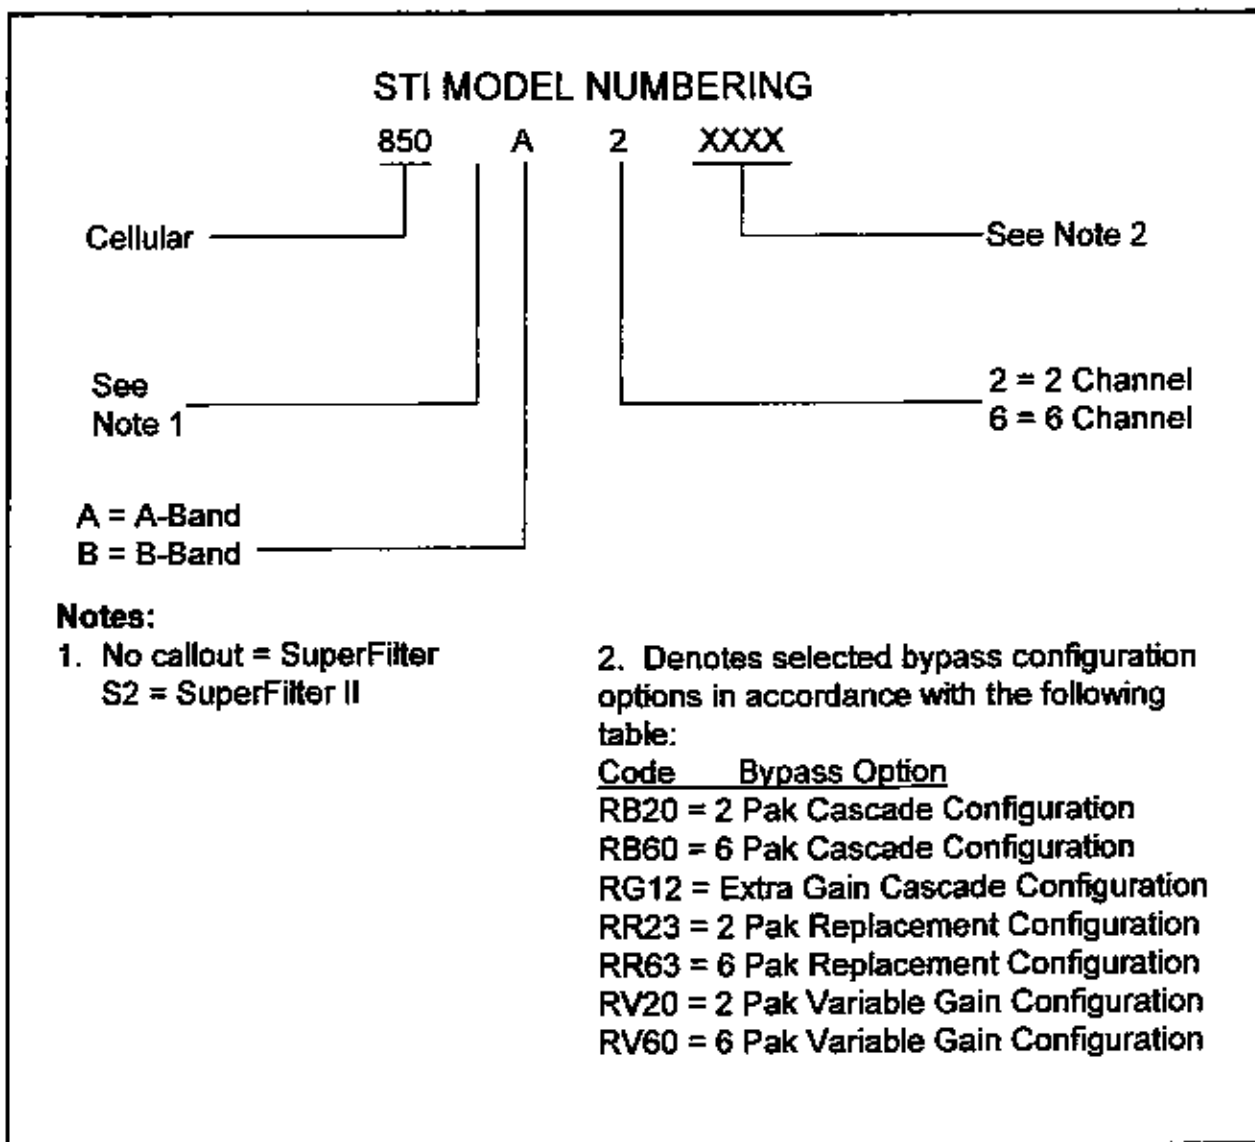 STI MODEL NUMBERING
850 A 2 XXXX
Cellular
See Note 2
See
Note 1
2 = 2 Channel
6 = 6 Channel
A = A-Band
B = B-Band
Notes:
1. No callout = SuperFilter
S2 = SuperFilter II
2. Denotes selected bypass configuration
options in accordance with the following
table:
Code Bypass Option
RB20 = 2 Pak Cascade Configuration
RB60 = 6 Pak Cascade Configuration
RG12 = Extra Gain Cascade Configuration
RR23 = 2 Pak Replacement Configuration
RR63 = 6 Pak Replacement Configuration
RV20 = 2 Pak Variable Gain Configuration
RV60 = 6 Pak Variable Gain Configuration